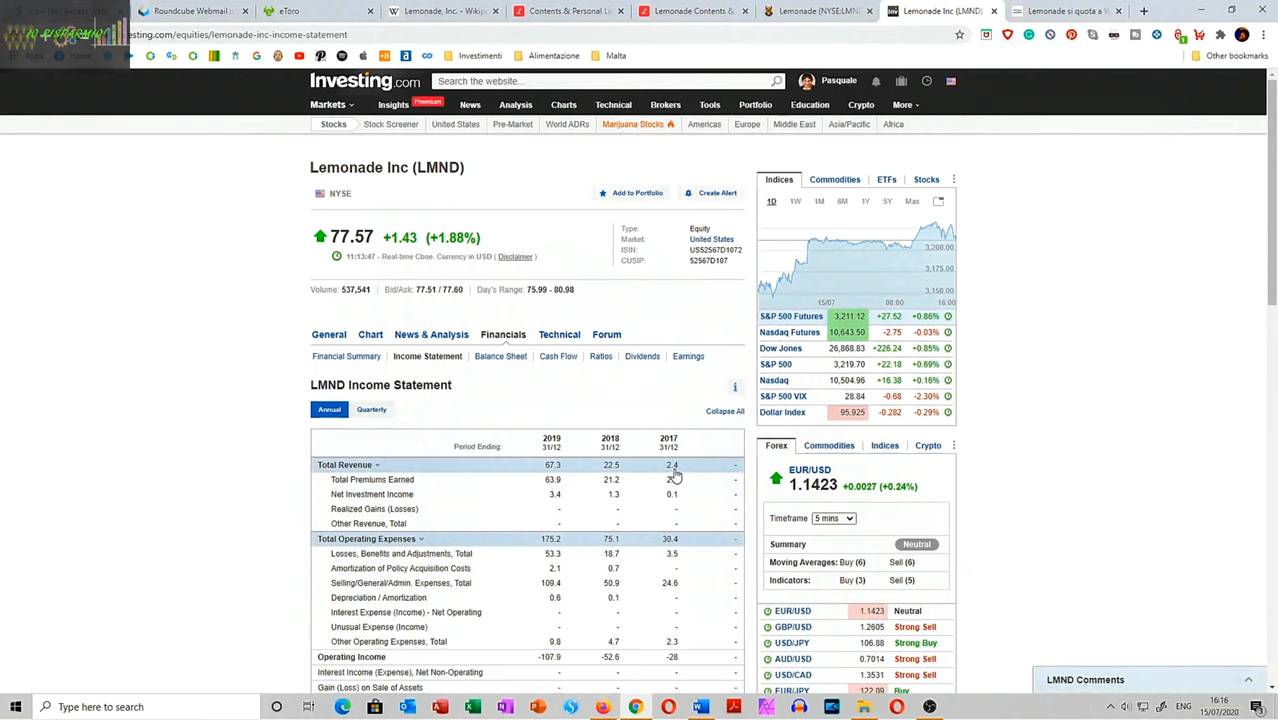 Roundcube Webmail
eToro
Lemonade, Inc. - Wikip
Contents & Personal Li
Lemonade Contents &
Lemonade (NYSE:LMND
Lemonade Inc (LMND)
Lemonade si quota a W
IO RISPARMIO!
esting.com/equities/lemonade-inc-income-statement
Apps
Home
Investimenti
Alimentazione
Malta
Other bookmarks
Investing.com
Search the website...
Pasquale
Markets
Insights
Premium
News
Analysis
Charts
Technical
Brokers
Tools
Portfolio
Education
Crypto
More
Stocks
Stock Screener
United States
Pre-Market
World ADRs
Marijuana Stocks
Americas
Europe
Middle East
Asia/Pacific
Africa
Lemonade Inc (LMND)
NYSE
Add to Portfolio
Create Alert
77.57 +1.43 (+1.88%)
11:13:47 - Real-time Cboe. Currency in USD ( Disclaimer )
Type: Equity
Market: United States
ISIN: US52567D1072
CUSIP: 52567D107
Volume: 537,541 Bid/Ask: 77.51 / 77.60 Day's Range: 75.99 - 80.98
General Chart News & Analysis Financials Technical Forum
Financial Summary Income Statement Balance Sheet Cash Flow Ratios Dividends Earnings
LMND Income Statement
Annual Quarterly
Collapse All
Period Ending: 2019 31/12 2018 31/12 2017 31/12
Total Revenue 67.3 22.5 2.4 -
Total Premiums Earned 63.9 21.2 -
Net Investment Income 3.4 1.3 0.1 -
Realized Gains (Losses) - - - -
Other Revenue, Total - - - -
Total Operating Expenses 175.2 75.1 30.4 -
Losses, Benefits and Adjustments, Total 53.3 18.7 3.5 -
Amortization of Policy Acquisition Costs 2.1 0.7 - -
Selling/General/Admin. Expenses, Total 109.4 50.9 24.6 -
Depreciation / Amortization 0.6 0.1 - -
Interest Expense (Income) - Net Operating - - - -
Unusual Expense (Income) - - - -
Other Operating Expenses, Total 9.8 4.7 2.3 -
Operating Income -107.9 -52.6 -28 -
Interest Income (Expense), Net Non-Operating - - - -
Gain (Loss) on Sale of Assets - - - -
Indices Commodities ETFs Stocks
1D 1W 1M 6M 1Y 5Y Max
3,200.00
3,175.00
3,150.00
15/07 08:00 16:00
S&P 500 Futures 3,211.12 +27.52 +0.86%
Nasdaq Futures 10,643.50 -2.75 -0.03%
Dow Jones 26,868.83 +226.24 +0.85%
S&P 500 3,219.70 +22.18 +0.69%
Nasdaq 10,504.96 +16.38 +0.16%
S&P 500 VIX 28.84 -0.68 -2.30%
Dollar Index 95.925 -0.282 -0.29%
Forex Commodities Indices Crypto
EUR/USD
1.1423 +0.0027 (+0.24%)
Timeframe 5 mins
Summary Neutral
Moving Averages: Buy (6) Sell (6)
Indicators: Buy (3) Sell (5)
EUR/USD 1.1423 Neutral
GBP/USD 1.2605 Strong Sell
USD/JPY 106.88 Strong Buy
AUD/USD 0.7014 Strong Sell
USD/CAD 1.3531 Strong Sell
EUR/JPY 122.09 Buy
LMND Comments
Type here to search
ENG
16:16
15/07/2020